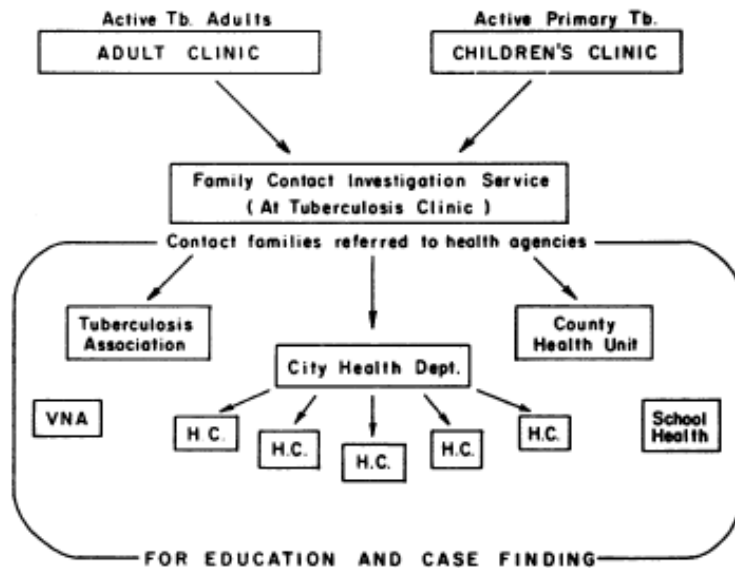 Active Tb. Adults
ADULT CLINIC
Active Primary Tb.
CHILDREN'S CLINIC
Family Contact Investigation Service
( At Tuberculosis Clinic )
Contact families referred to health agencies
Tuberculosis
Association
County
Health Unit
City Health Dept.
VNA
H.C.
H.C.
H.C.
H.C.
H.C.
School
Health
FOR EDUCATION AND CASE FINDING